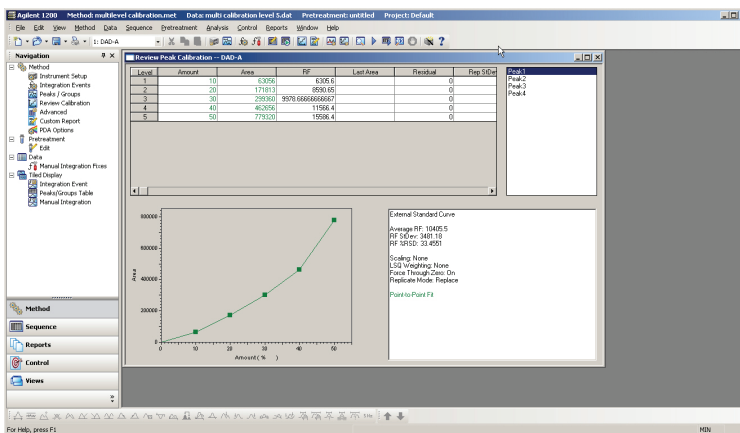 Agilent 1200 Method: multilevel calibration.met Data: multi calibration level 5.dat Pretreatment: untitled Project: Default
File Edit View Method Data Sequence Pretreatment Analysis Control Reports Window Help
1: DAD-A
Navigation
Method
Instrument Setup
Integration Events
Peaks / Groups
Review Calibration
Advanced
Custom Report
PDA Options
Pretreatment
Edit
Data
Manual Integration Fixes
Tiled Display
Integration Event
Peaks/Groups Table
Manual Integration
Method
Sequence
Reports
Control
Views
Review Peak Calibration -- DAD-A
Level Amount Area RF Last Area Residual Rep StDev
1 10 63056 6305.6 0
2 20 171813 8590.65 0
3 30 299360 9978.66666666667 0
4 40 462656 11566.4 0
5 50 779320 15586.4 0
Peak1
Peak2
Peak3
Peak4
800000
600000
400000
200000
0
Area
0 10 20 30 40 50
Amount ( % )
External Standard Curve
Average RF: 10405.5
RF StDev: 3481.18
RF %RSD: 33.4551
Scaling: None
LSQ Weighting: None
Force Through Zero: On
Replicate Mode: Replace
Point-to-Point Fit
For Help, press F1
MIN